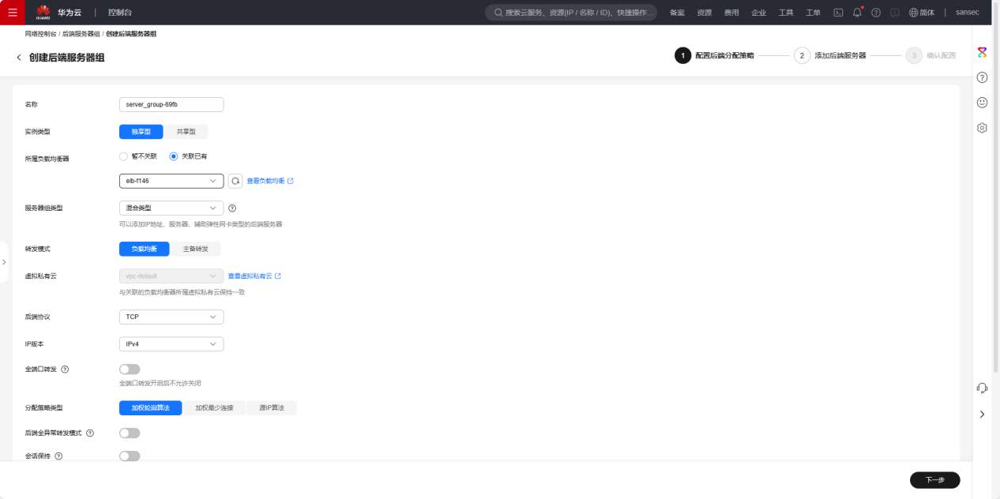 HUAWEI 华为云 | 控制台 搜索云服务、资源(IP / 名称 / ID)、快捷操作... 备案 资源 费用 企业 工具 工单 简体 | sansec
网络控制台 / 后端服务器组 / 创建后端服务器组
创建后端服务器组 1 配置后端分配策略 2 添加后端服务器 3 确认配置
名称 server_group-69fb
实例类型 独享型 共享型
所属负载均衡器 暂不关联 关联已有
elb-f146 查看负载均衡
服务器组类型 混合类型
可以添加IP地址、服务器、辅助弹性网卡类型的后端服务器
转发模式 负载均衡 主备转发
虚拟私有云 vpc-default 查看虚拟私有云
与关联的负载均衡器所属虚拟私有云保持一致
后端协议 TCP
IP版本 IPv4
全端口转发
全端口转发开启后不允许关闭
分配策略类型 加权轮询算法 加权最少连接 源IP算法
后端全异常转发模式
会话保持
下一步